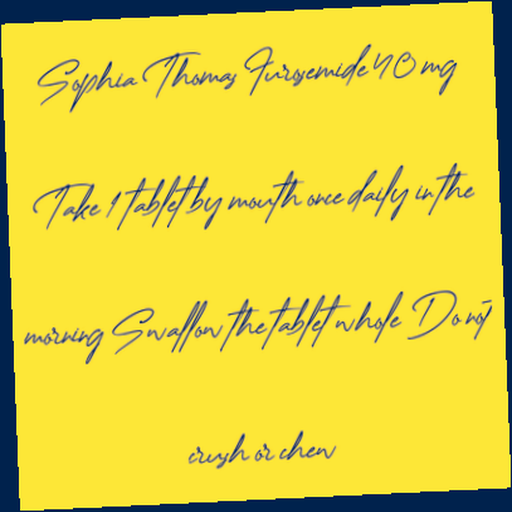 Sophia Thomas Furosemide 40 mg
Take 1 tablet by mouth once daily in the
morning Swallow the tablet whole Do not
crush or chew